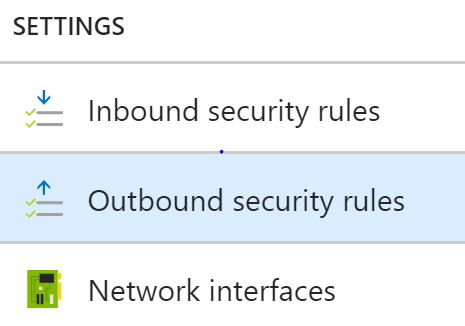 SETTINGS
Inbound security rules
Outbound security rules
Network interfaces